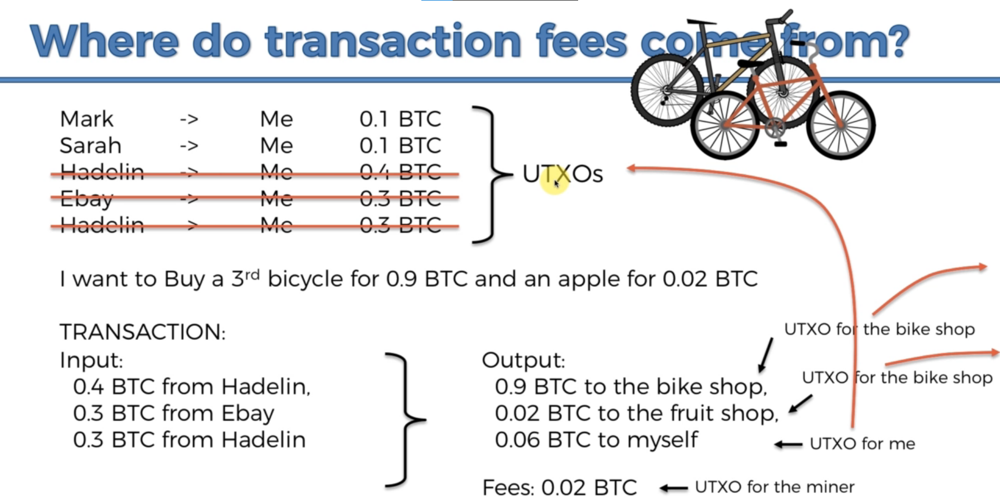 Where do transaction fees come from?
Mark -> Me 0.1 BTC
Sarah -> Me 0.1 BTC
Hadelin -> Me 0.4 BTC
Ebay -> Me 0.3 BTC
Hadelin -> Me 0.3 BTC
UTXOs
I want to Buy a 3rd bicycle for 0.9 BTC and an apple for 0.02 BTC
TRANSACTION:
Input:
0.4 BTC from Hadelin,
0.3 BTC from Ebay
0.3 BTC from Hadelin
Output:
0.9 BTC to the bike shop,
0.02 BTC to the fruit shop,
0.06 BTC to myself
UTXO for the bike shop
UTXO for the bike shop
UTXO for me
Fees: 0.02 BTC
UTXO for the miner